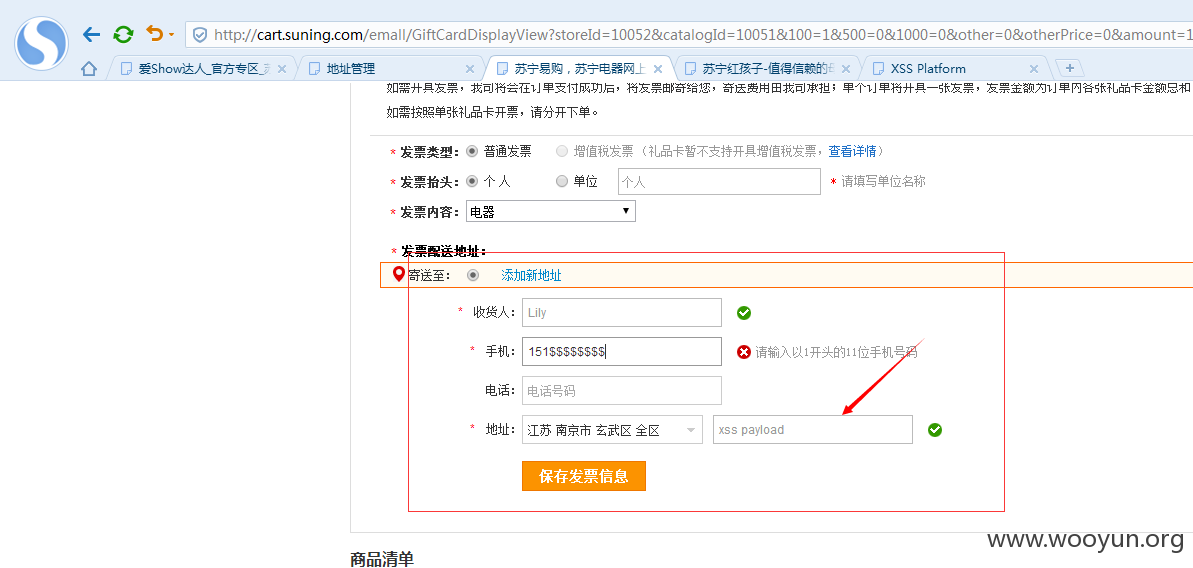 http://cart.suning.com/emall/GiftCardDisplayView?storeId=10052&catalogId=10051&100=1&500=0&1000=0&other=0&otherPrice=0&amount=1
爱Show达人_官方专区_苏 地址管理 苏宁易购，苏宁电器网上 苏宁红孩子-值得信赖的母 XSS Platform
如需开具发票，我司将会在订单支付成功后，将发票邮寄给您，寄送费用由我司承担；单个订单将开具一张发票，发票金额为订单内各张礼品卡金额总和
如需按照单张礼品卡开票，请分开下单。
* 发票类型： 普通发票 增值税发票（礼品卡暂不支持开具增值税发票，查看详情）
* 发票抬头： 个 人 单位 个人 * 请填写单位名称
* 发票内容： 电器
* 发票配送地址：
寄送至： 添加新地址
* 收货人： Lily
* 手机： 151$$$$$$$$ 请输入以1开头的11位手机号码
电话： 电话号码
* 地址： 江苏 南京市 玄武区 全区 xss payload
保存发票信息
www.wooyun.org
商品清单